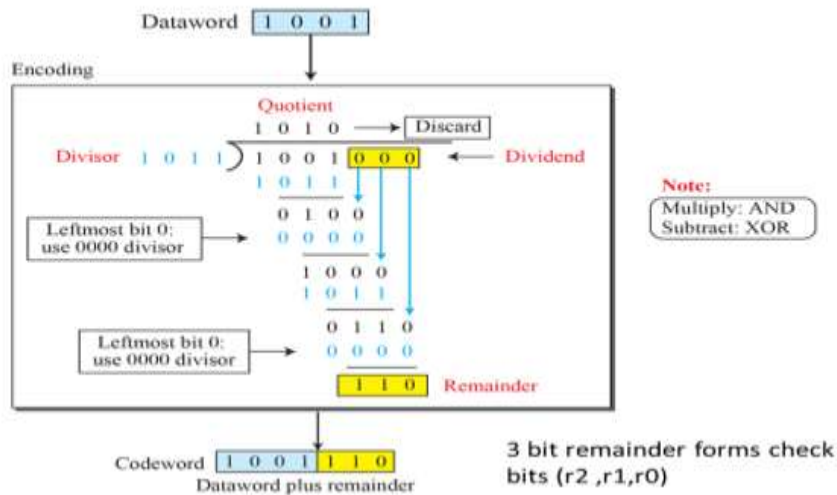 Dataword 1 0 0 1
Encoding
Quotient
1 0 1 0 Discard
Divisor 1 0 1 1 1 0 0 1 0 0 0 Dividend
1 0 1 1
0 1 0 0
Leftmost bit 0:
use 0000 divisor
0 0 0 0
1 0 0 0
1 0 1 1
0 1 1 0
Leftmost bit 0:
use 0000 divisor
0 0 0 0
1 1 0 Remainder
Note:
Multiply: AND
Subtract: XOR
Codeword 1 0 0 1 1 1 0
Dataword plus remainder
3 bit remainder forms check
bits (r2 ,r1,r0)